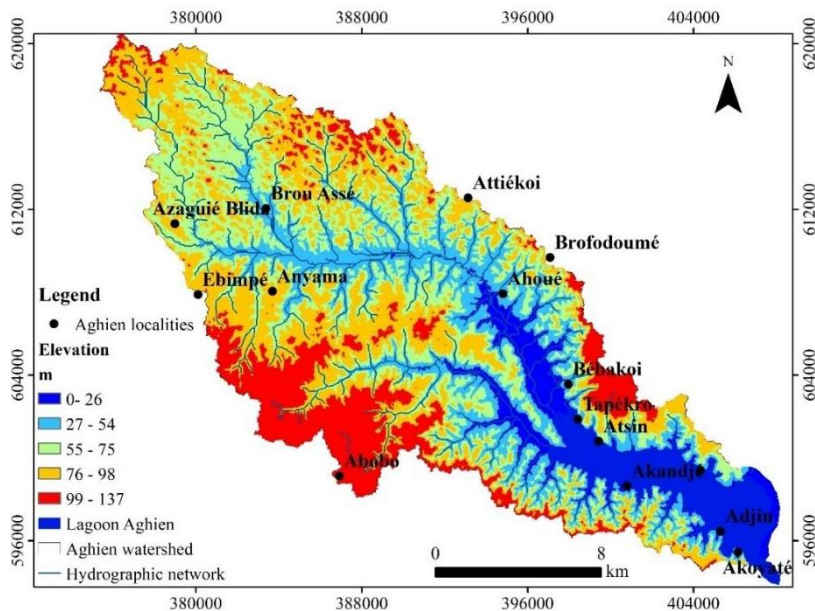 380000 388000 396000 404000
620000 620000
N
Attiékoi
612000 Brou Assé 612000
Azaguié Blida
Brofodoumé
Ebimpé Anyama Ahoué
Legend
Aghien localities
Elevation
m
604000 604000
Bébakoi
0- 26
Tapékro
27 - 54
Atsin
55 - 75
76 - 98
99 - 137
Abobo Akandjé
Lagoon Aghien
Adjin
Aghien watershed
596000 0 8 596000
Akoyaté
Hydrographic network
km
380000 388000 396000 404000